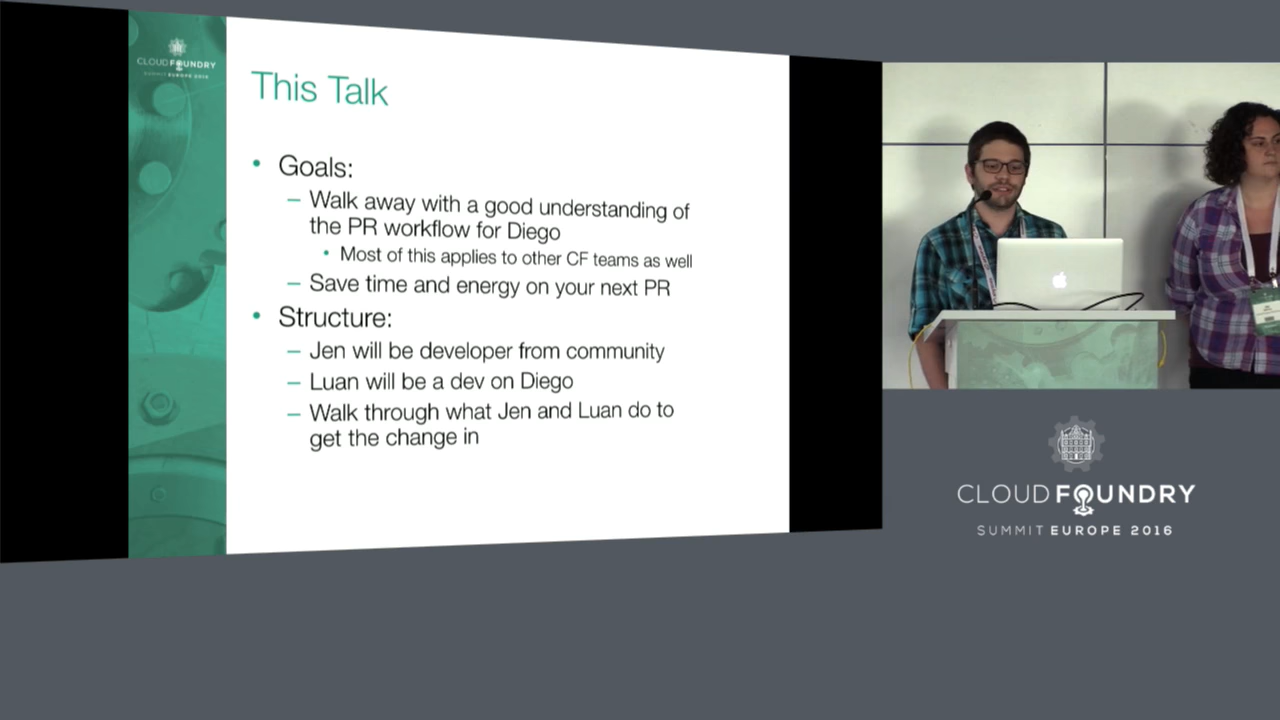 CLOUD FOUNDRY
SUMMIT EUROPE 2016
This Talk
• Goals:
– Walk away with a good understanding of
the PR workflow for Diego
• Most of this applies to other CF teams as well
– Save time and energy on your next PR
• Structure:
– Jen will be developer from community
– Luan will be a dev on Diego
– Walk through what Jen and Luan do to
get the change in
CLOUD FOUNDRY
SUMMIT EUROPE 2016